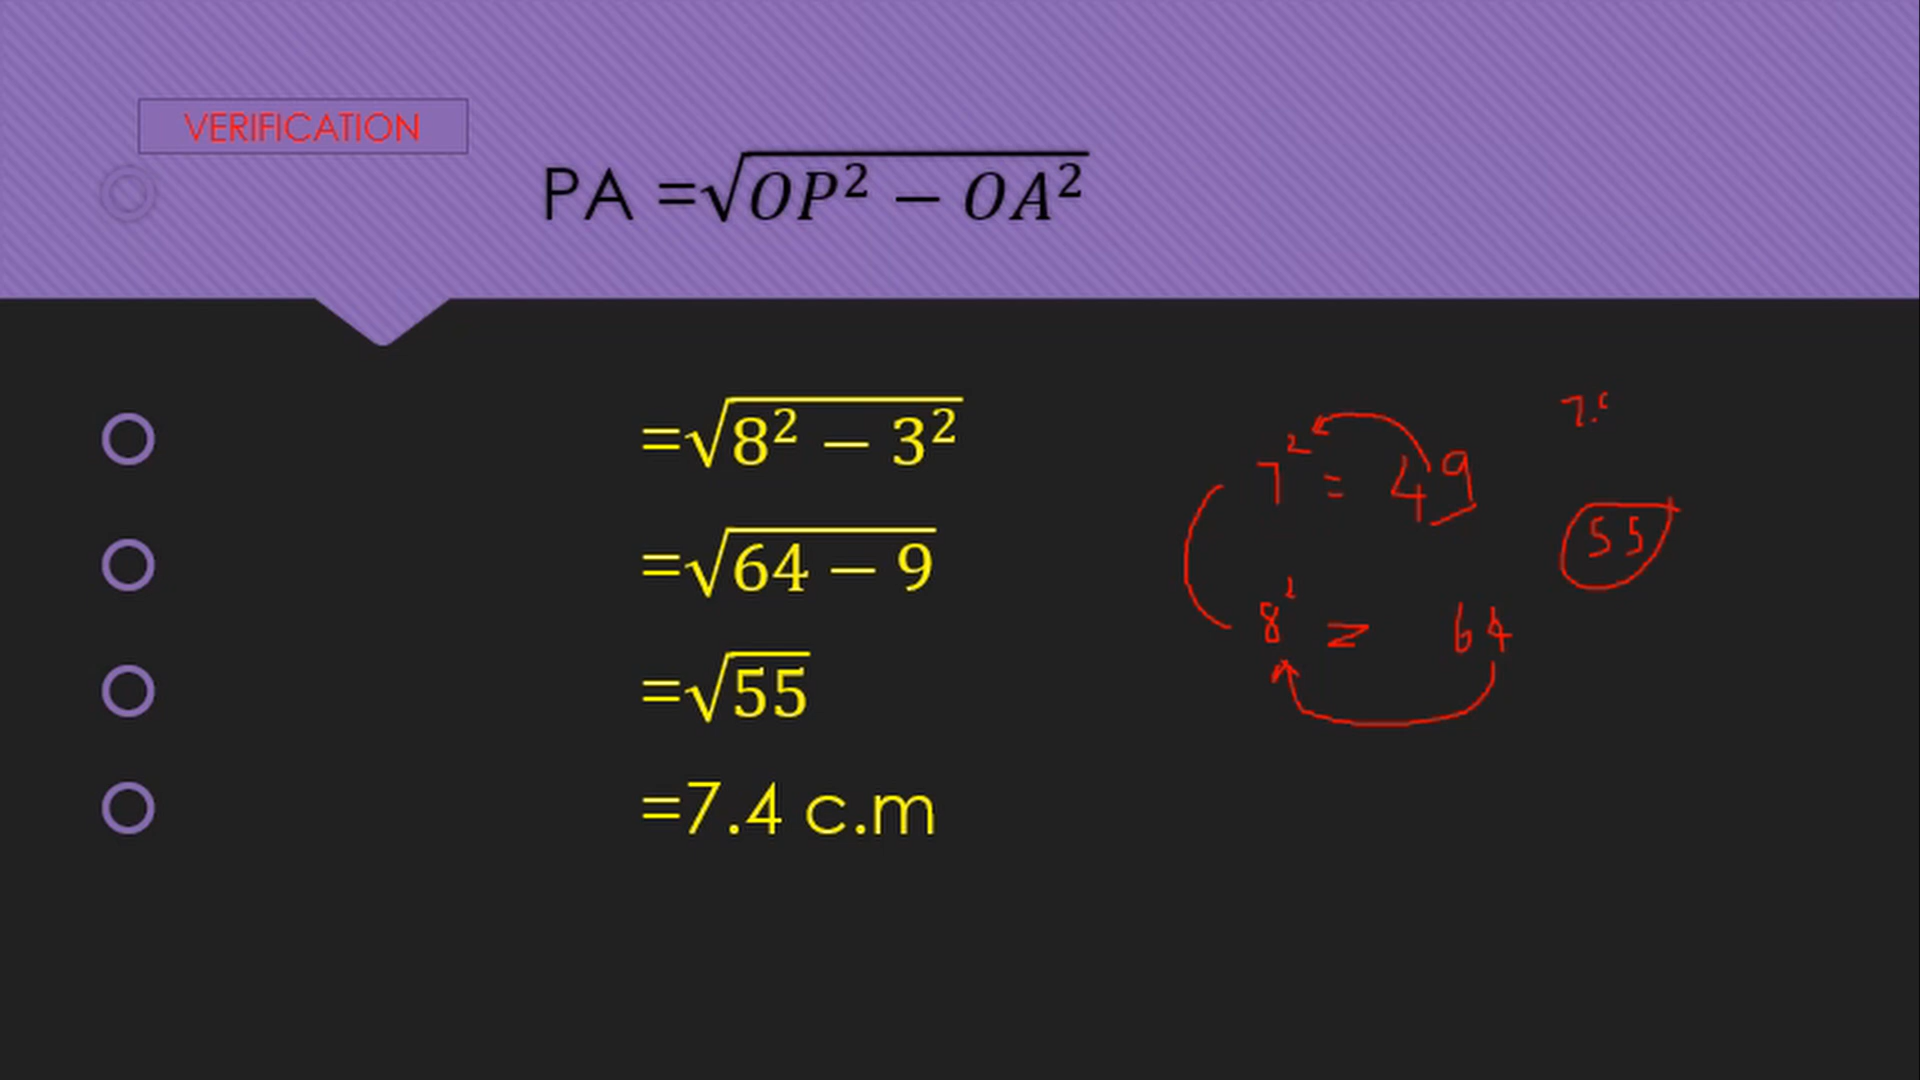 VERIFICATION
PA =√OP² − OA²
=√8² − 3²
=√64 − 9
=√55
=7.4 c.m
7² = 49
55
8² = 64